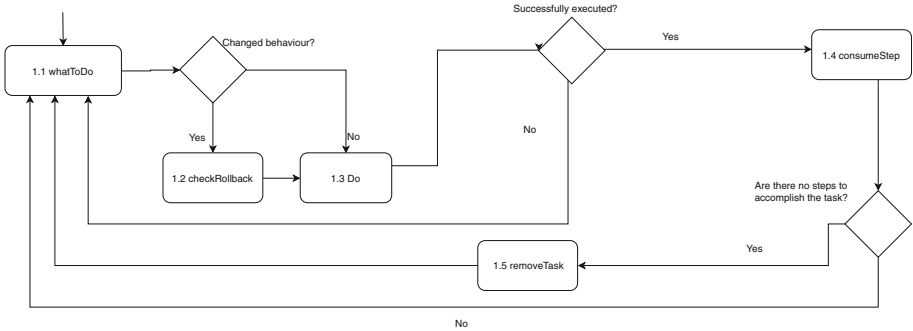 Successfully executed?
Changed behaviour?
Yes
1.1 whatToDo
1.4 consumeStep
Yes
No
No
1.2 checkRollback
1.3 Do
Are there no steps to
accomplish the task?
Yes
1.5 removeTask
No